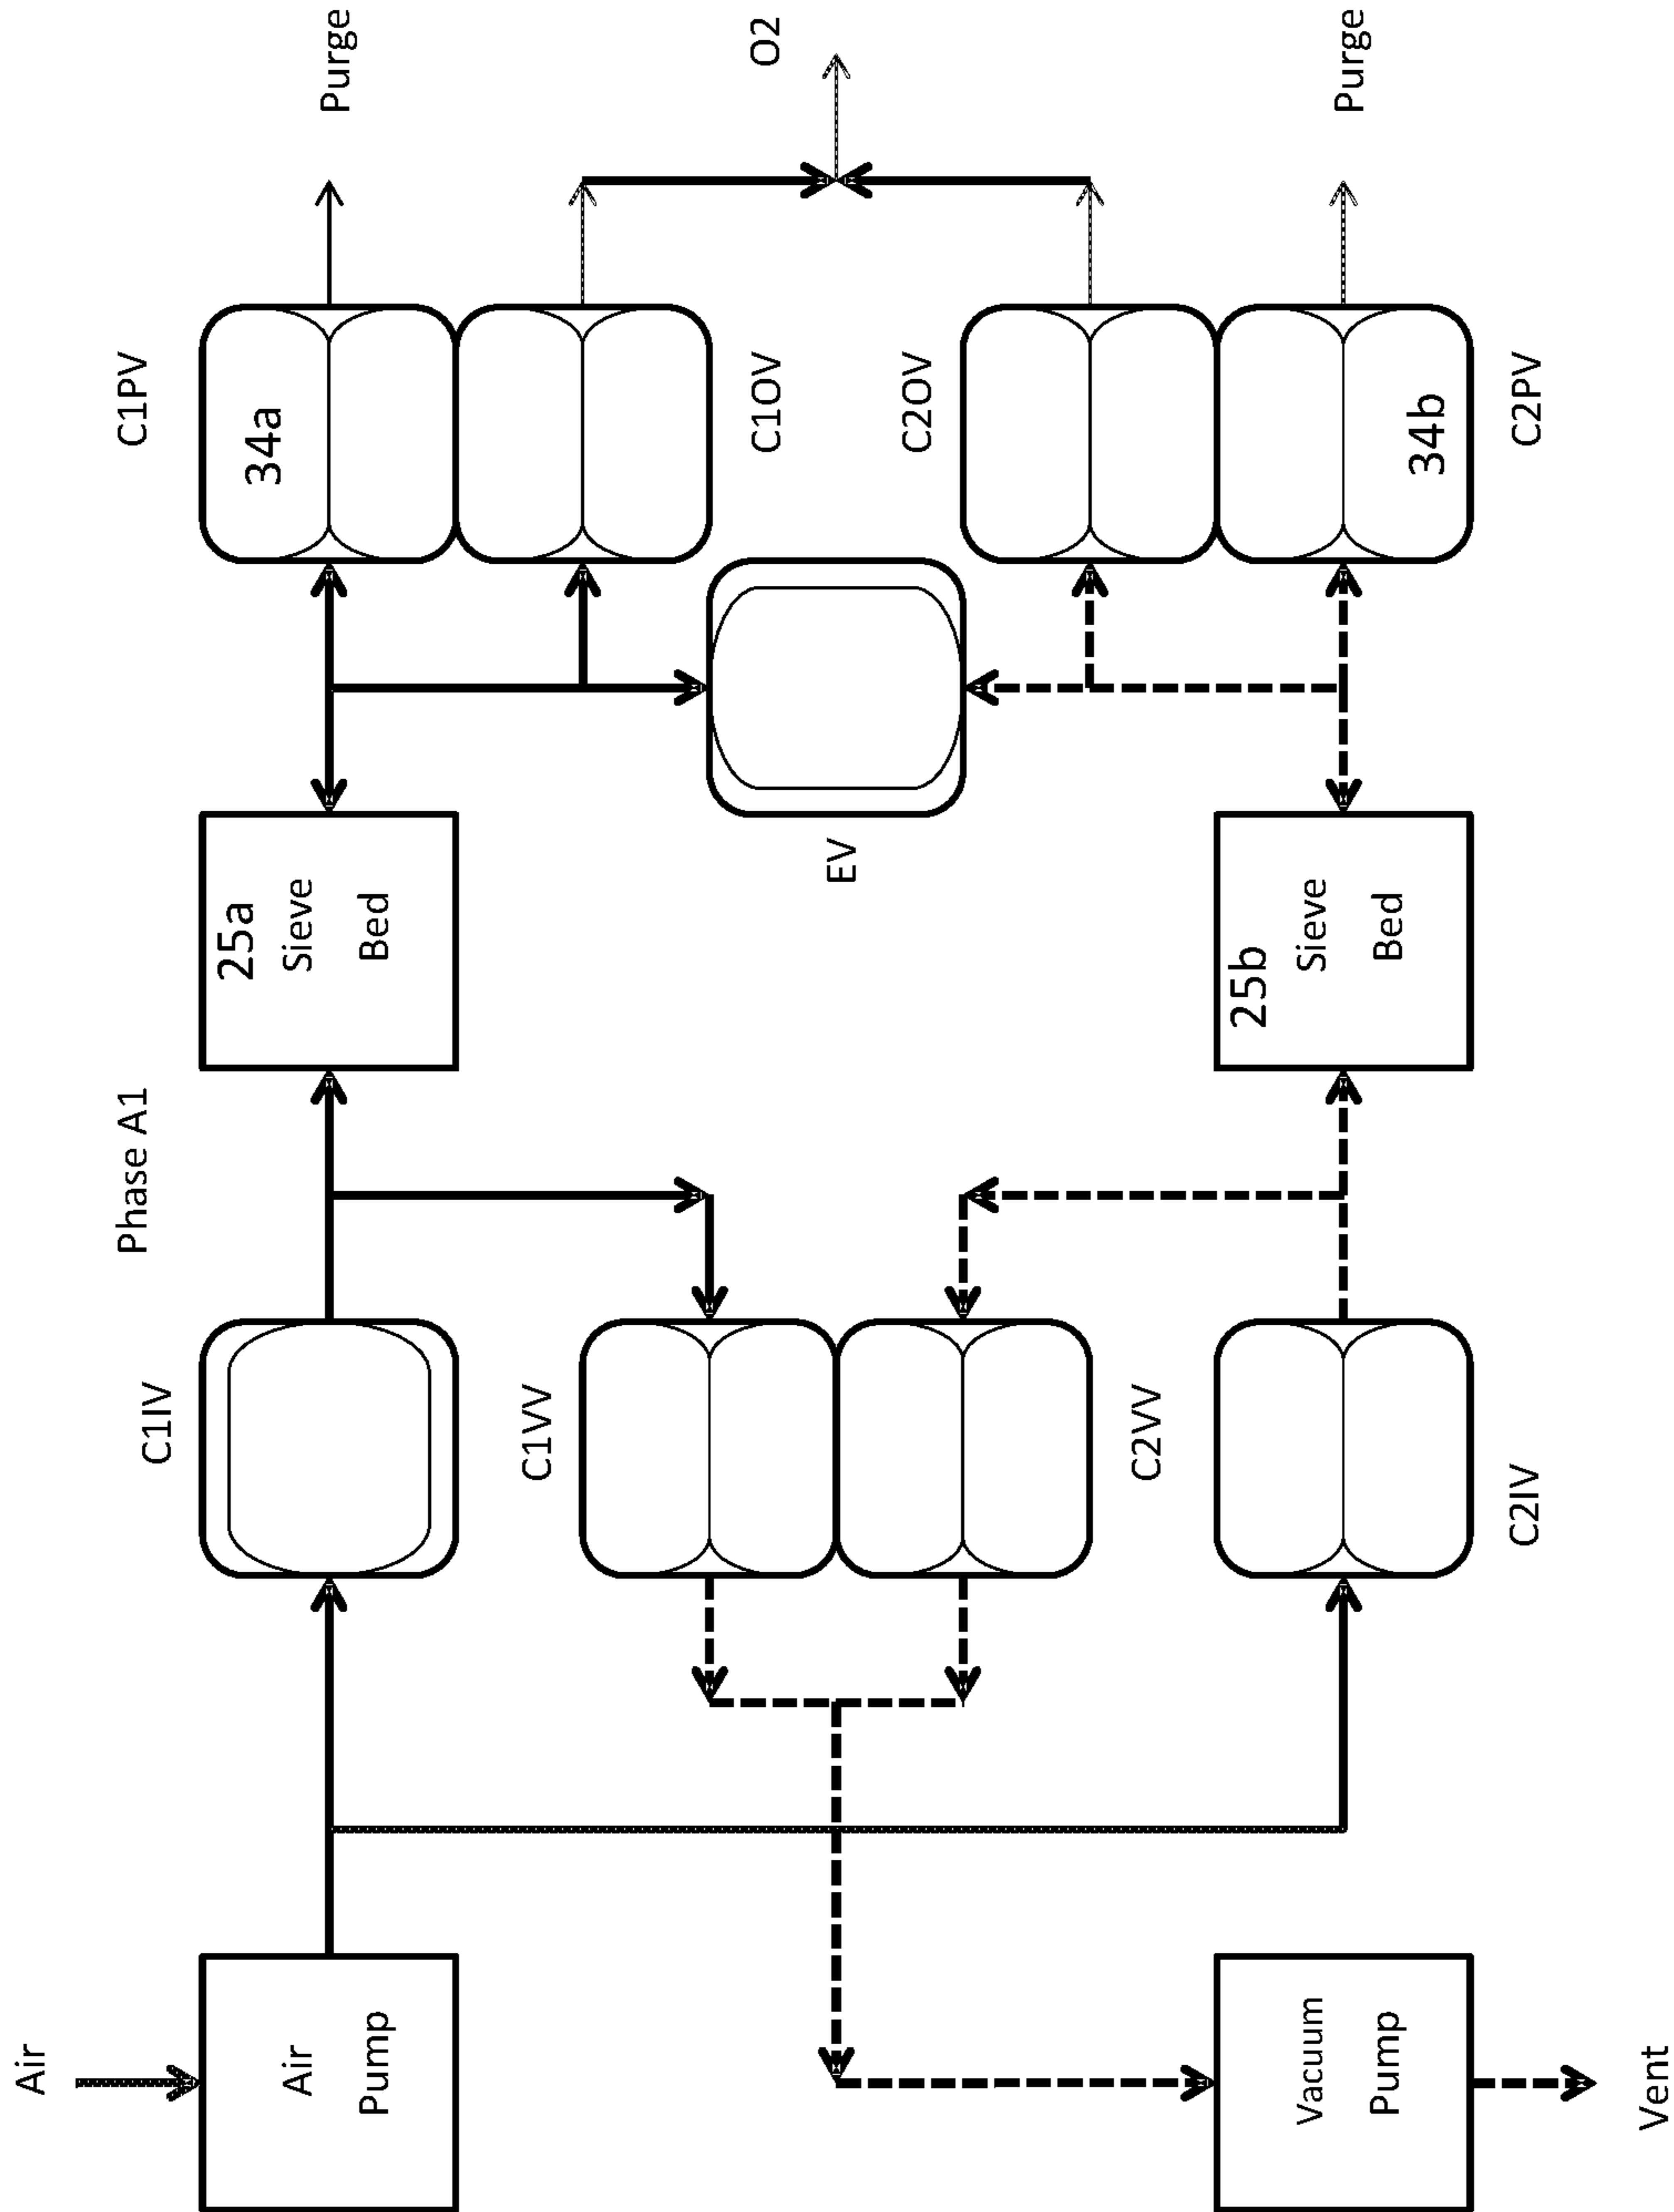 Air
Phase A1
C1IV
C1PV
Air
Pump
25a
Sieve
Bed
34a
Purge
C1VV
C1OV
O2
EV
C2OV
C2VV
Vacuum
Pump
25b
Sieve
Bed
34b
Purge
C2IV
C2PV
Vent